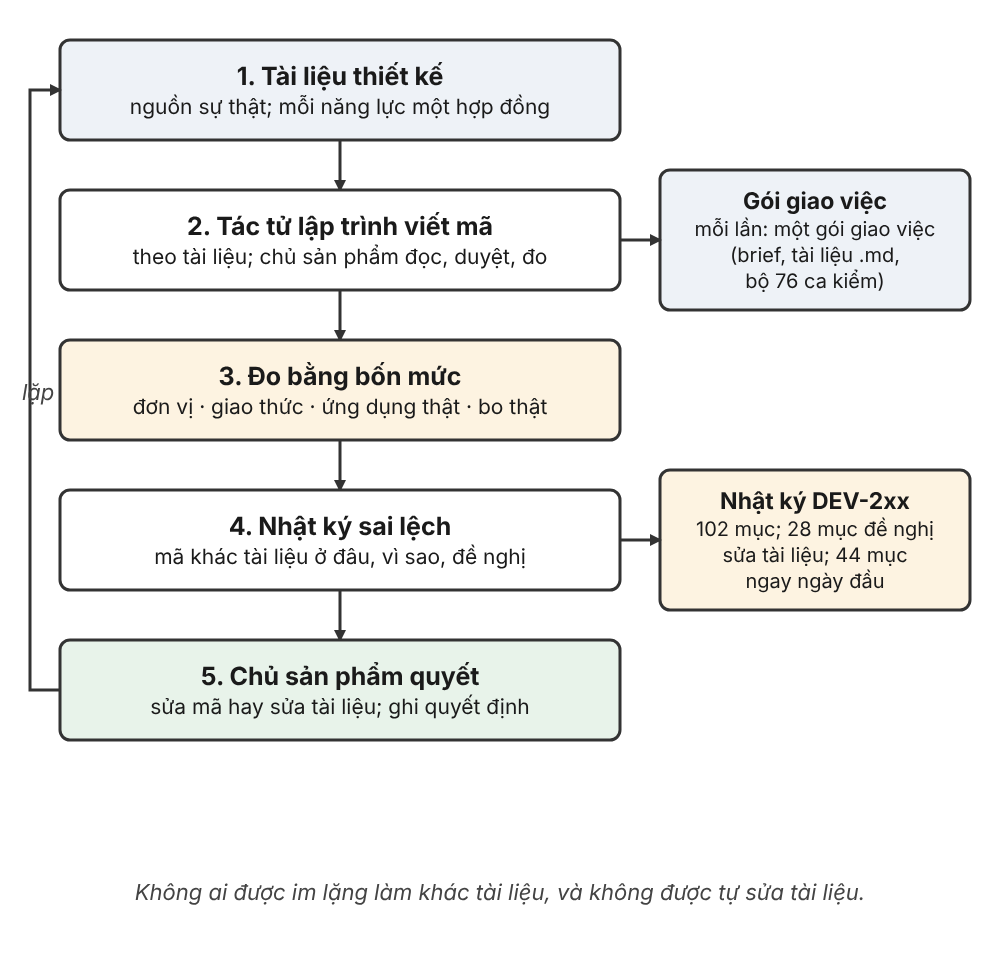 1. Tài liệu thiết kế
nguồn sự thật; mỗi năng lực một hợp đồng
2. Tác tử lập trình viết mã
theo tài liệu; chủ sản phẩm đọc, duyệt, đo
Gói giao việc
mỗi lần: một gói giao việc
(brief, tài liệu .md,
bộ 76 ca kiểm)
3. Đo bằng bốn mức
đơn vị · giao thức · ứng dụng thật · bo thật
lặp
4. Nhật ký sai lệch
mã khác tài liệu ở đâu, vì sao, đề nghị
Nhật ký DEV-2xx
102 mục; 28 mục đề nghị
sửa tài liệu; 44 mục
ngay ngày đầu
5. Chủ sản phẩm quyết
sửa mã hay sửa tài liệu; ghi quyết định
Không ai được im lặng làm khác tài liệu, và không được tự sửa tài liệu.